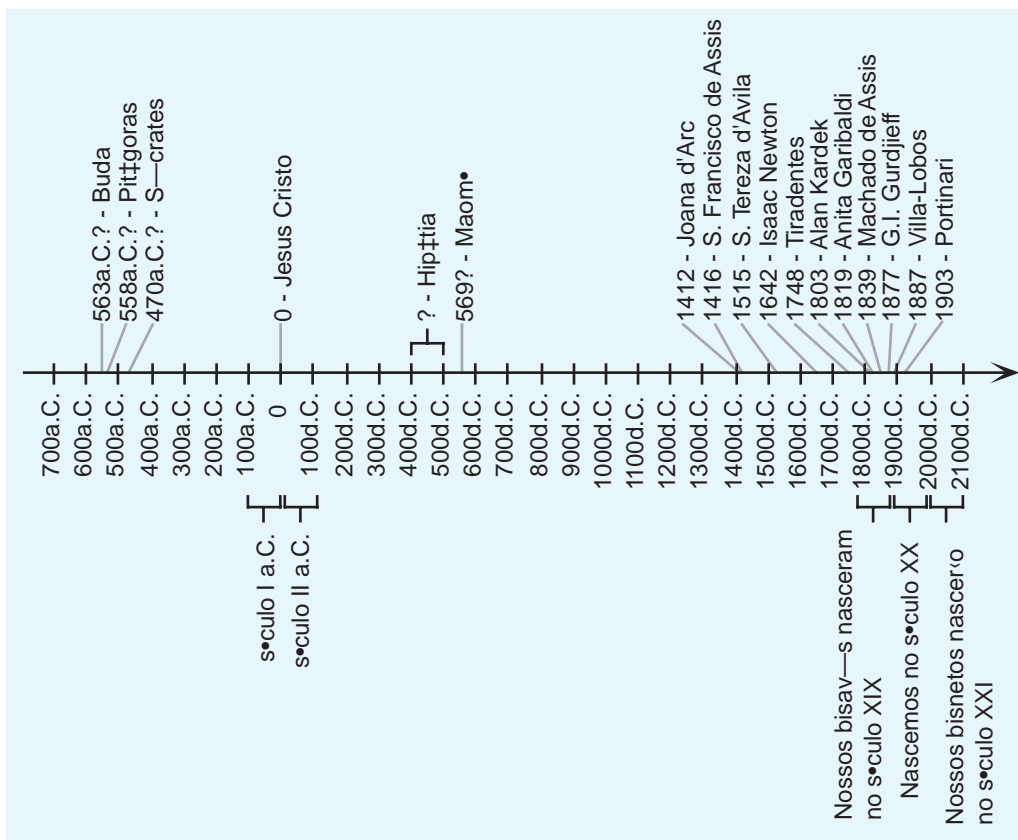 563a.C.? - Buda
558a.C.? - Pit‡goras
470a.C.? - S—crates
0 - Jesus Cristo
? - Hip‡tia
569? - Maom•
1412 - Joana d'Arc
1416 - S. Francisco de Assis
1515 - S. Tereza d'Avila
1642 - Isaac Newton
1748 - Tiradentes
1803 - Alan Kardek
1819 - Anita Garibaldi
1839 - Machado de Assis
1877 - G.I. Gurdjieff
1887 - Villa-Lobos
1903 - Portinari
700a.C.
600a.C.
500a.C.
400a.C.
300a.C.
200a.C.
100a.C.
0
100d.C.
200d.C.
300d.C.
400d.C.
500d.C.
600d.C.
700d.C.
800d.C.
900d.C.
1000d.C.
1100d.C.
1200d.C.
1300d.C.
1400d.C.
1500d.C.
1600d.C.
1700d.C.
1800d.C.
1900d.C.
2000d.C.
2100d.C.
s•culo I a.C.
s•culo II a.C.
Nossos bisav—s nasceram
no s•culo XIX
Nascemos no s•culo XX
Nossos bisnetos nascer‹o
no s•culo XXI